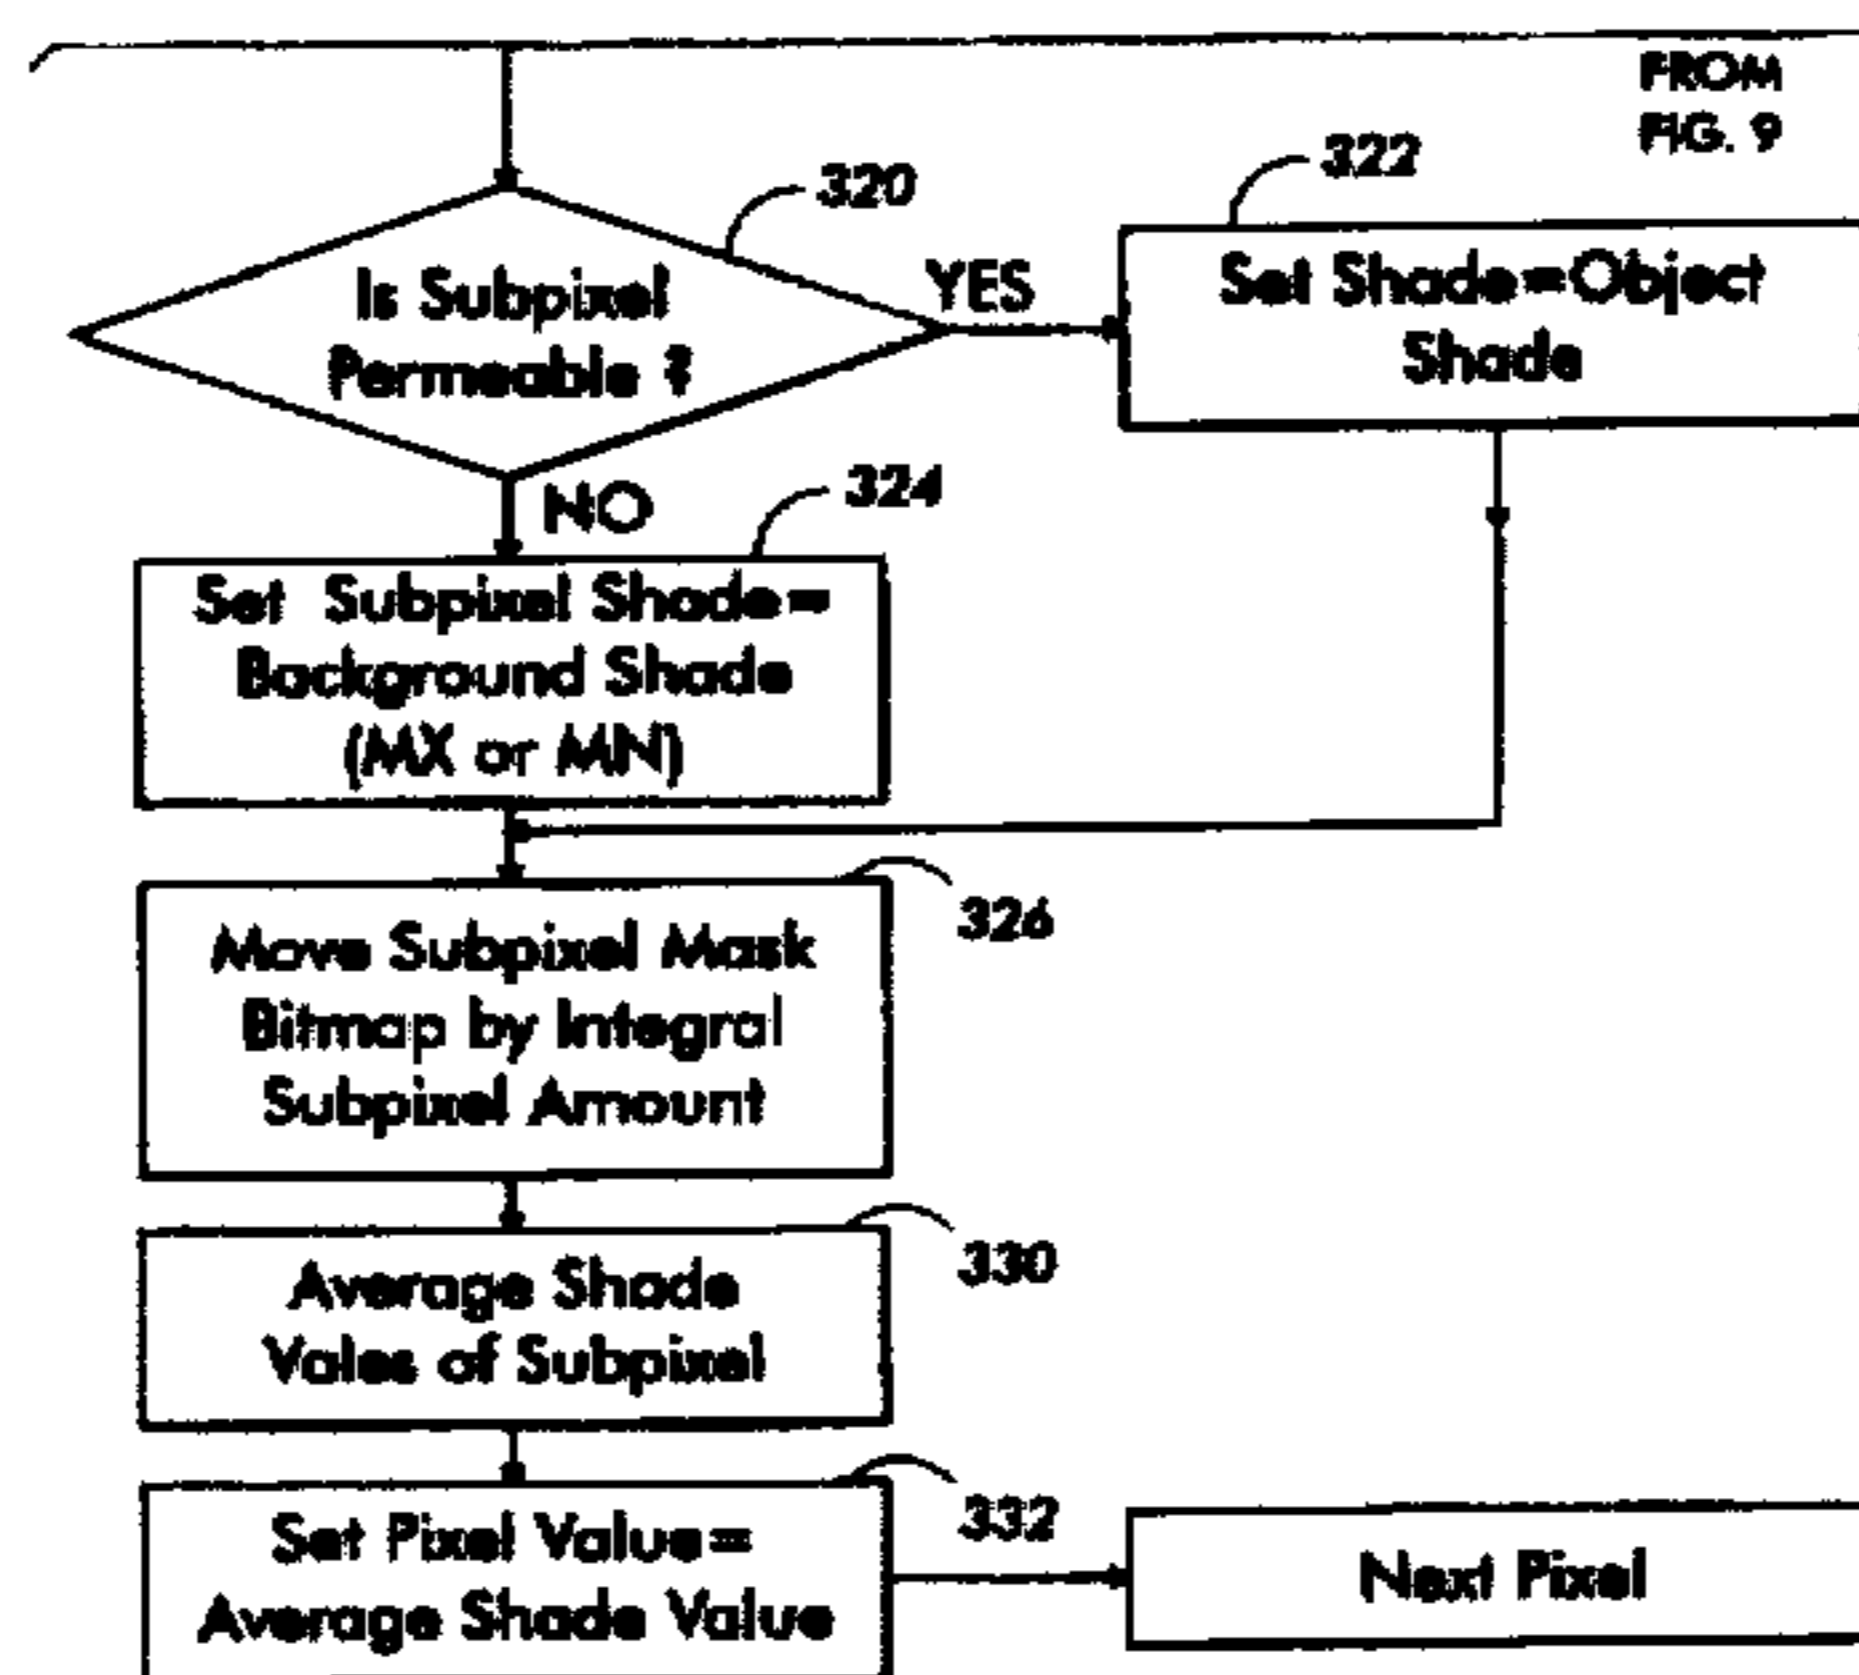 FROM
FIG. 9
320
322
Is Subpixel
Permeable ?
YES
Set Shade=Object
Shade
NO
324
Set Subpixel Shade=
Background Shade
(MX or MN)
326
Move Subpixel Mask
Bitmap by Integral
Subpixel Amount
330
Average Shade
Vales of Subpixel
332
Set Pixel Value=
Average Shade Value
Next Pixel